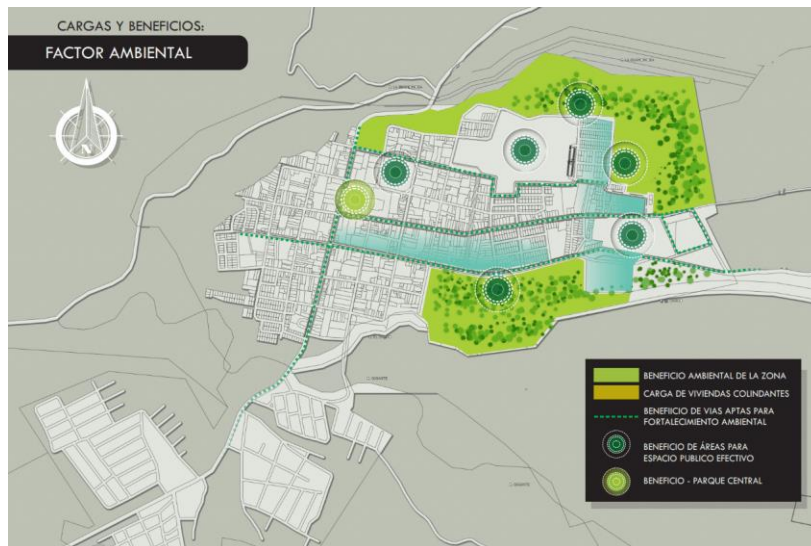 CARGAS Y BENEFICIOS:
FACTOR AMBIENTAL
N
BENEFICIO AMBIENTAL DE LA ZONA
CARGA DE VIVIENDAS COLINDANTES
BENEFIICIO DE VIAS APTAS PARA
FORTALECIMIENTO AMBIENTAL
BENEFICIO DE ÁREAS PARA
ESPACIO PUBLICO EFECTIVO
BENEFICIO - PARQUE CENTRAL